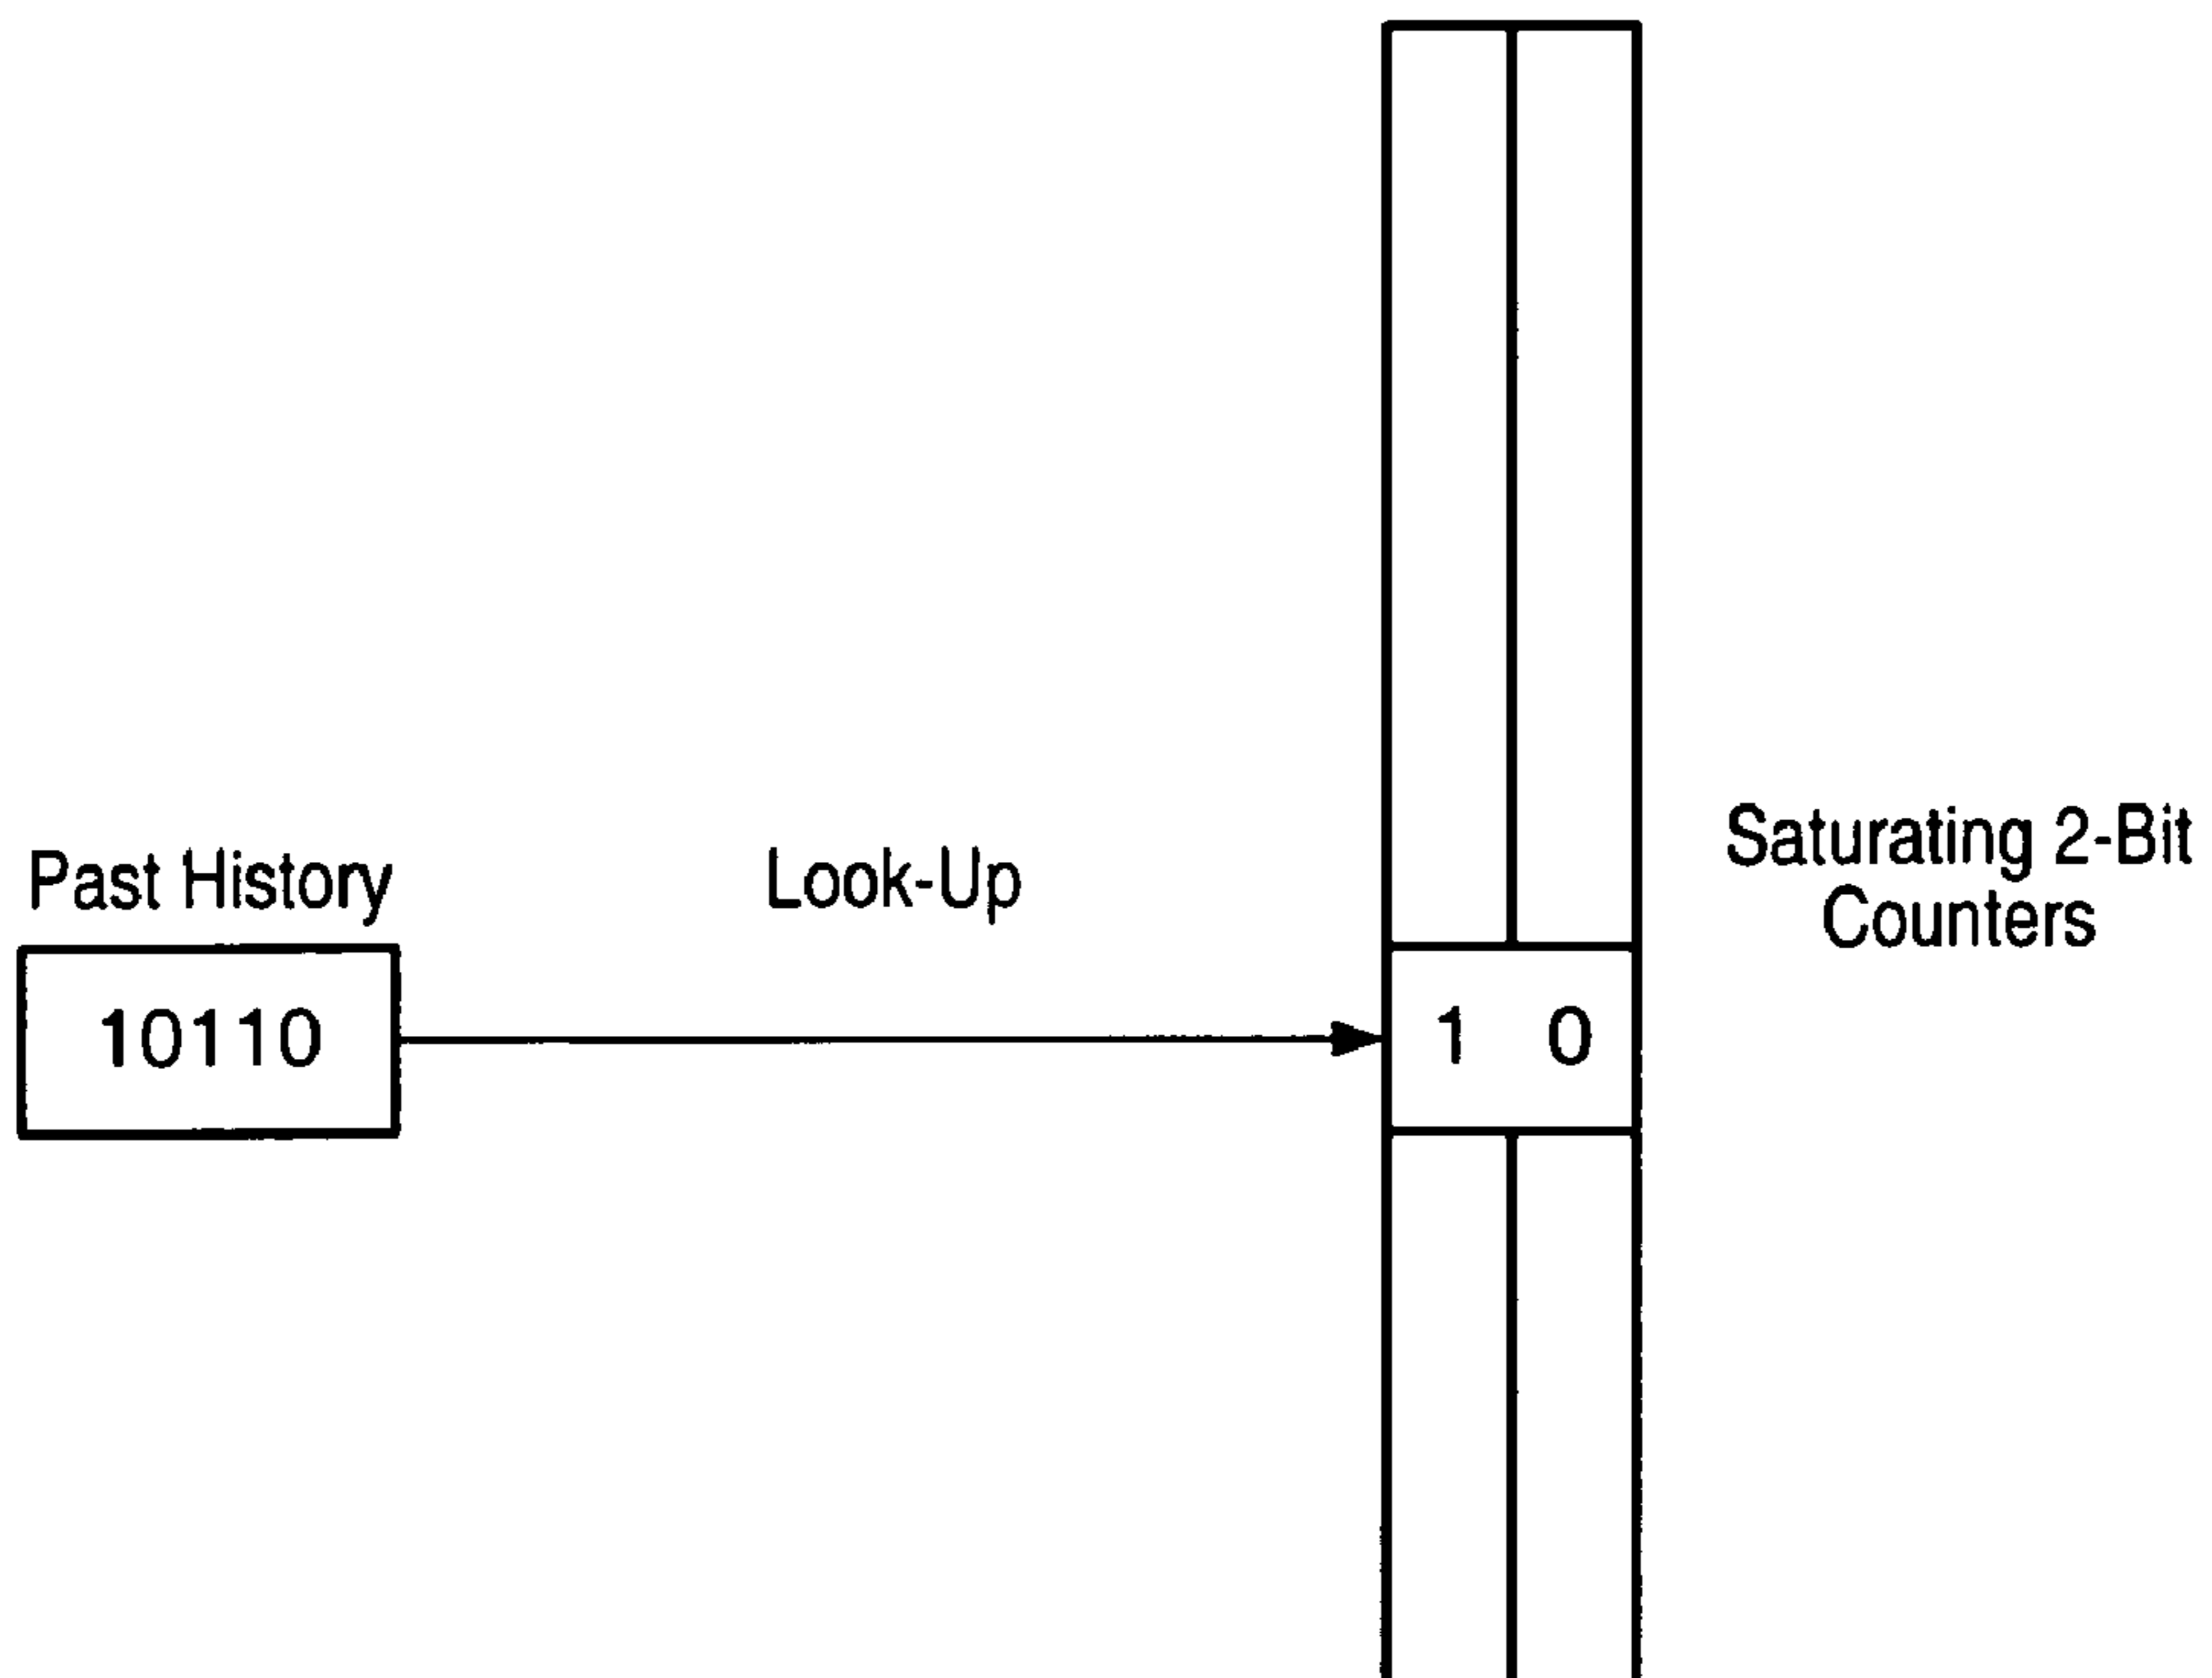 Past History
Look-Up
Saturating 2-Bit
Counters
10110
1 0